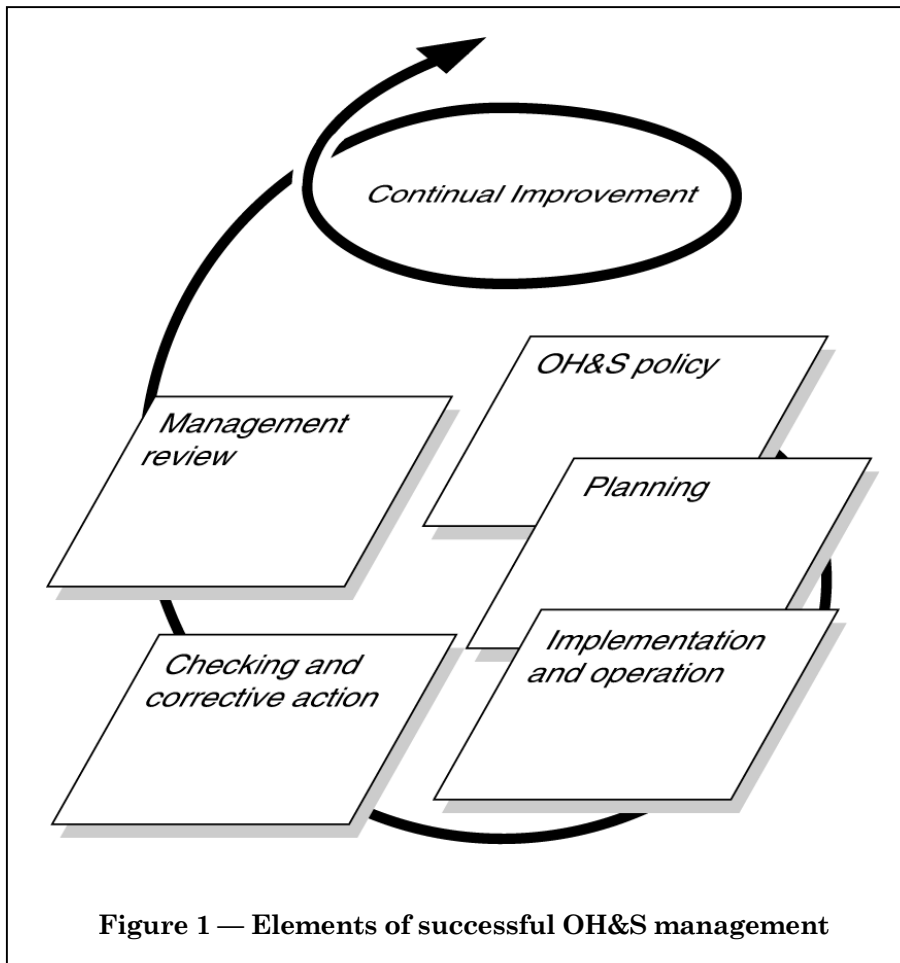 Continual Improvement
OH&S policy
Management
review
Planning
Implementation
and operation
Checking and
corrective action
Figure 1 — Elements of successful OH&S management